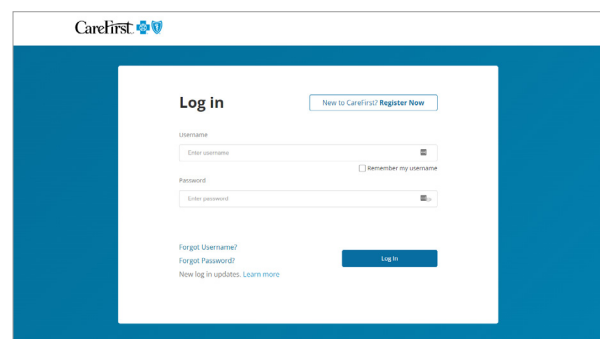 CareFirst
Log in
New to CareFirst? Register Now
Username
Enter username
Remember my username
Password
Enter password
Forgot Username?
Forgot Password?
Log In
New log in updates. Learn more